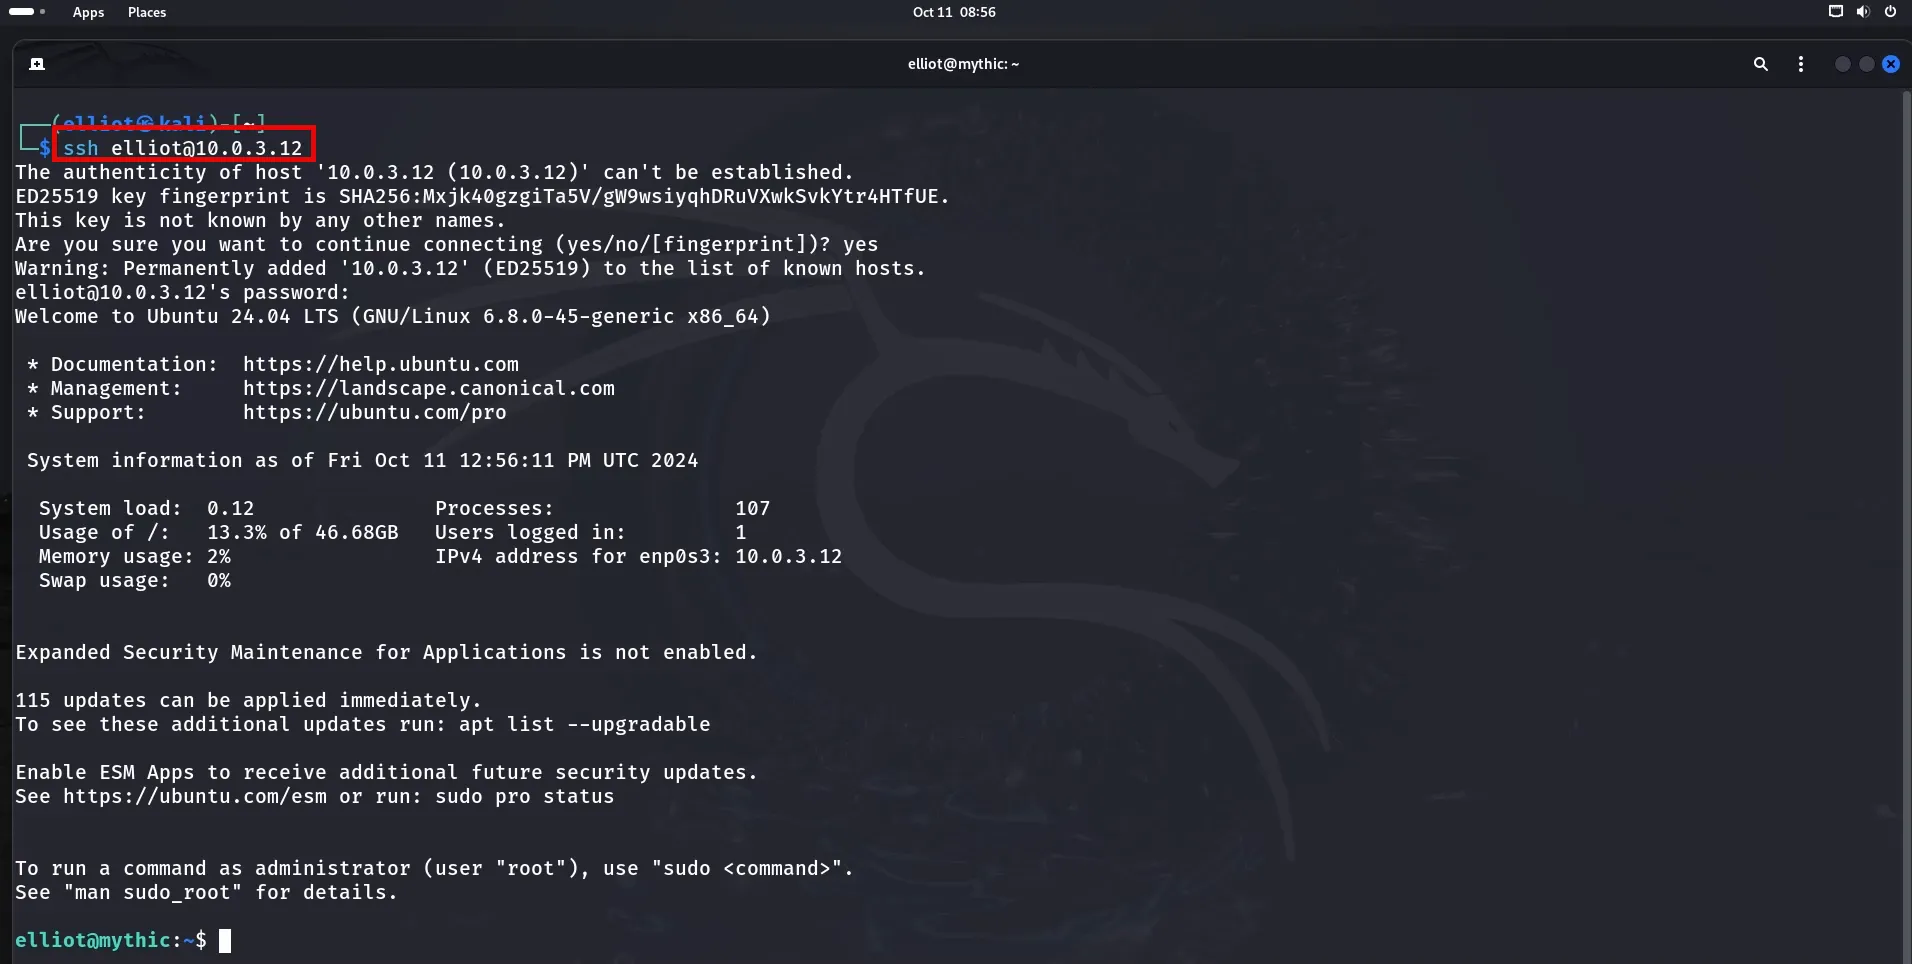 Apps Places Oct 11 08:56
elliot@mythic: ~
(elliot㉿kali)-[~]
$ ssh elliot@10.0.3.12
The authenticity of host '10.0.3.12 (10.0.3.12)' can't be established.
ED25519 key fingerprint is SHA256:Mxjk40gzgiTa5V/gW9wsiyqhDRuVXwkSvkYtr4HTfUE.
This key is not known by any other names.
Are you sure you want to continue connecting (yes/no/[fingerprint])? yes
Warning: Permanently added '10.0.3.12' (ED25519) to the list of known hosts.
elliot@10.0.3.12's password:
Welcome to Ubuntu 24.04 LTS (GNU/Linux 6.8.0-45-generic x86_64)
* Documentation: https://help.ubuntu.com
* Management: https://landscape.canonical.com
* Support: https://ubuntu.com/pro
System information as of Fri Oct 11 12:56:11 PM UTC 2024
System load: 0.12 Processes: 107
Usage of /: 13.3% of 46.68GB Users logged in: 1
Memory usage: 2% IPv4 address for enp0s3: 10.0.3.12
Swap usage: 0%
Expanded Security Maintenance for Applications is not enabled.
115 updates can be applied immediately.
To see these additional updates run: apt list --upgradable
Enable ESM Apps to receive additional future security updates.
See https://ubuntu.com/esm or run: sudo pro status
To run a command as administrator (user "root"), use "sudo <command>".
See "man sudo_root" for details.
elliot@mythic:~$